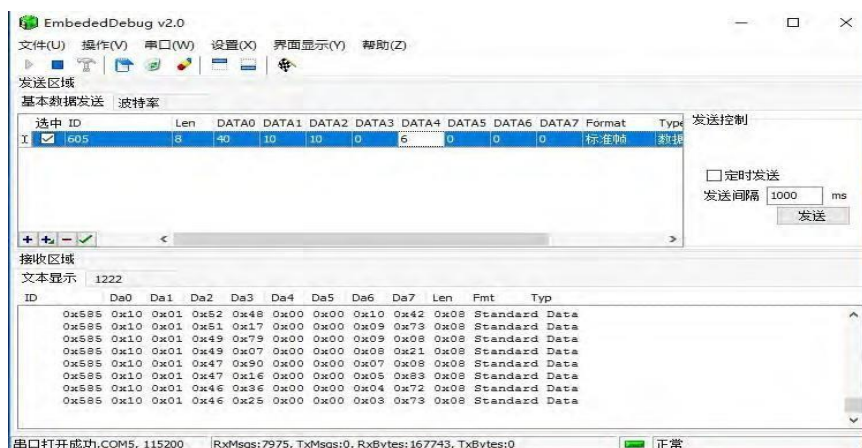 EmbededDebug v2.0
文件(U) 操作(V) 串口(W) 设置(X) 界面显示(Y) 帮助(Z)
发送区域
基本数据发送 波特率
选中 ID Len DATA0 DATA1 DATA2 DATA3 DATA4 DATA5 DATA6 DATA7 Format Type
605 8 40 10 10 0 6 0 0 0 标准帧 数据
发送控制
定时发送
发送间隔 1000 ms
发送
接收区域
文本显示 1222
ID Da0 Da1 Da2 Da3 Da4 Da5 Da6 Da7 Len Fmt Typ
0x585 0x10 0x01 0x52 0x48 0x00 0x00 0x10 0x42 0x08 Standard Data
0x585 0x10 0x01 0x51 0x17 0x00 0x00 0x09 0x73 0x08 Standard Data
0x585 0x10 0x01 0x49 0x79 0x00 0x00 0x09 0x08 0x08 Standard Data
0x585 0x10 0x01 0x49 0x07 0x00 0x00 0x08 0x21 0x08 Standard Data
0x585 0x10 0x01 0x47 0x90 0x00 0x00 0x07 0x08 0x08 Standard Data
0x585 0x10 0x01 0x47 0x16 0x00 0x00 0x05 0x83 0x08 Standard Data
0x585 0x10 0x01 0x46 0x36 0x00 0x00 0x04 0x72 0x08 Standard Data
0x585 0x10 0x01 0x46 0x25 0x00 0x00 0x03 0x73 0x08 Standard Data
串口打开成功,COM5, 115200 RxMsgs:7975, TxMsgs:0, RxBytes:167743, TxBytes:0 正常